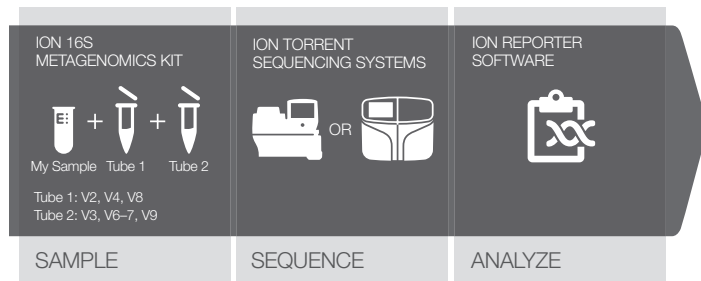 ION 16S
METAGENOMICS KIT
E:
+ +
My Sample Tube 1 Tube 2
Tube 1: V2, V4, V8
Tube 2: V3, V6–7, V9
SAMPLE
ION TORRENT
SEQUENCING SYSTEMS
OR
SEQUENCE
ION REPORTER
SOFTWARE
ANALYZE